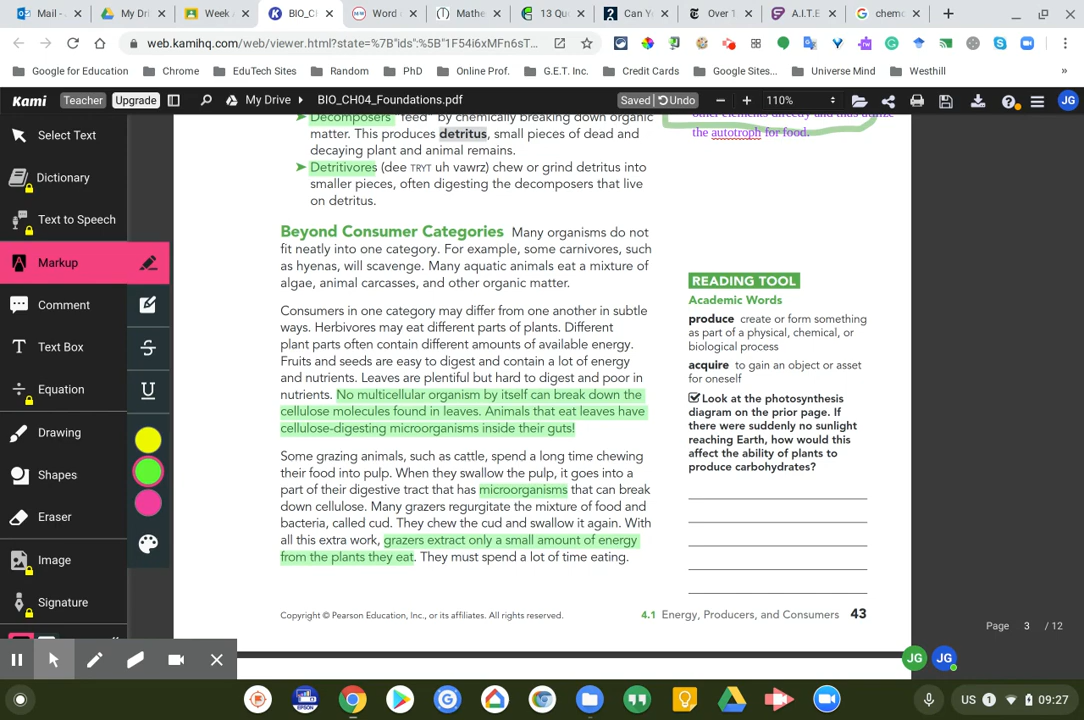 Mail -
My Driv
Week A
BIO_CH
Word C
Mathe
13 Que
Can Yo
Over 1
A.I.T.E
chemo
web.kamihq.com/web/viewer.html?state=%7B"ids":%5B"1F54i6xMFn6sT...
Google for Education
Chrome
EduTech Sites
Random
PhD
Online Prof.
G.E.T. Inc.
Credit Cards
Google Sites...
Universe Mind
Westhill
»
Kami Teacher Upgrade
My Drive
BIO_CH04_Foundations.pdf
Saved Undo
110%
JG
Select Text
Dictionary
Text to Speech
Markup
Comment
Text Box
Equation
Drawing
Shapes
Eraser
Image
Signature
➤ Decomposers "feed" by chemically breaking down organic
matter. This produces detritus, small pieces of dead and
decaying plant and animal remains.
➤ Detritivores (dee TRYT uh vawrz) chew or grind detritus into
smaller pieces, often digesting the decomposers that live
on detritus.
Beyond Consumer Categories Many organisms do not
fit neatly into one category. For example, some carnivores, such
as hyenas, will scavenge. Many aquatic animals eat a mixture of
algae, animal carcasses, and other organic matter.
Consumers in one category may differ from one another in subtle
ways. Herbivores may eat different parts of plants. Different
plant parts often contain different amounts of available energy.
Fruits and seeds are easy to digest and contain a lot of energy
and nutrients. Leaves are plentiful but hard to digest and poor in
nutrients. No multicellular organism by itself can break down the
cellulose molecules found in leaves. Animals that eat leaves have
cellulose-digesting microorganisms inside their guts!
Some grazing animals, such as cattle, spend a long time chewing
their food into pulp. When they swallow the pulp, it goes into a
part of their digestive tract that has microorganisms that can break
down cellulose. Many grazers regurgitate the mixture of food and
bacteria, called cud. They chew the cud and swallow it again. With
all this extra work, grazers extract only a small amount of energy
from the plants they eat. They must spend a lot of time eating.
other elements directly and thus utilize
the autotroph for food.
READING TOOL
Academic Words
produce create or form something
as part of a physical, chemical, or
biological process
acquire to gain an object or asset
for oneself
Look at the photosynthesis
diagram on the prior page. If
there were suddenly no sunlight
reaching Earth, how would this
affect the ability of plants to
produce carbohydrates?
Copyright © Pearson Education, Inc., or its affiliates. All rights reserved.
4.1 Energy, Producers, and Consumers 43
Page 3 / 12
JG JG
US 1 09:27